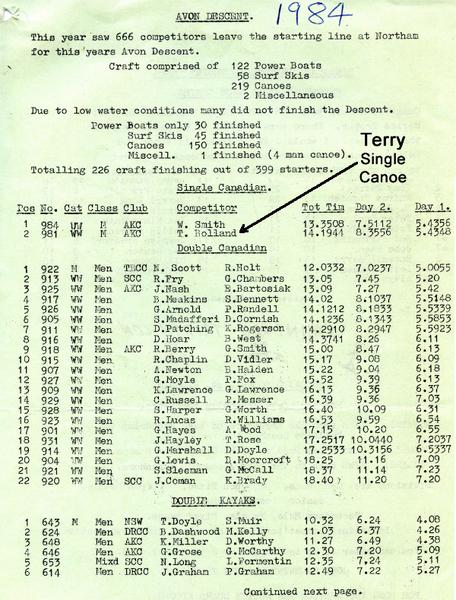 AVON DESCENT. 1984
This year saw 666 competitors leave the starting line at Northam
for this years Avon Descent.
Craft comprised of 122 Power Boats
58 Surf Skis
219 Canoes
2 Miscellaneous
Due to low water conditions many did not finish the Descent.
Power Boats only 30 finished
Surf Skis 45 finished
Canoes 150 finished
Miscell. 1 finished (4 man canoe).
Totalling 226 craft finishing out of 399 starters.
Terry
Single
Canoe
Single Canadian.
Pos No. Cat Class Club Competitor Tot Tim Day 2. Day 1.
1 984 WW M AKC W. Smith 13.3508 7.5112 5.4356
2 981 WW M AKC T. Bolland 14.1944 8.3556 5.4348
Double Canadian
1 922 M Men TBCC N. Scott R.Holt 12.0332 7.0237 5.0055
2 913 WW Men SCC R.Fry O.Chambers 13.05 7.45 5.20
3 925 WW Men AKC J.Nash E.Bartosiak 13.09 7.27 5.42
4 917 WW Men B.Meakins S.Bennett 14.02 8.1037 5.5148
5 926 WW Men G.Arnold P.Randell 14.1212 8.1833 5.5339
6 905 WW Men S.Madafferi D.Cornish 14.1236 8.1343 5.5853
7 911 WW Men D.Patching K.Rogerson 14.2910 8.2947 5.5923
8 916 WW Men D.Hoar B.West 14.3741 8.26 6.11
9 918 WW Men AKC R.Berry G.Smith 15.00 8.47 6.13
10 915 WW Men R.Chaplin D.Vidler 15.17 9.08 6.09
11 907 WW Men A.Newton B.Halden 15.22 9.04 6.18
12 927 WW Men G.Moyle P.Fox 15.52 9.39 6.13
13 909 WW Men K.Lawrence G.Lawrence 16.13 9.36 6.37
14 929 WW Men C.Russell P.Messer 16.39 9.36 7.03
15 928 WW Men S.Harper G.Worth 16.40 10.09 6.31
16 923 WW Men R.Lucas R.Williams 16.53 9.59 6.54
17 901 WW Men G.Hayes A.Wood 17.15 10.20 6.55
18 931 WW Men J.Hayley T.Rose 17.2517 10.0440 7.2037
19 914 WW Men G.Marshall D.Doyle 17.2533 10.3156 6.5337
20 904 WW Men G.lewis D.Moorcroft 18.25 11.16 7.09
21 921 WW Men S.Sleeman G.McCall 18.37 11.14 7.23
22 920 WW Men SCC J.Coman K.Brady 18.40 11.20 7.20
DOUBLE KAYAKS.
1 643 M Men NSW T.Doyle S.Muir 10.32 6.24 4.08
2 624 Men DRCC B.Dashwood M.Kelly 11.03 6.37 4.26
3 648 Men AKC K.Miller D.Worthy 11.27 6.49 4.38
4 646 Men AKC G.Grose G.McCarthy 12.30 7.20 5.09
5 653 Mixd SCC N.Long L.Formentin 12.35 7.24 5.11
6 614 Men DRCC J.Graham P.Graham 12.49 7.22 5.27
Continued next page.